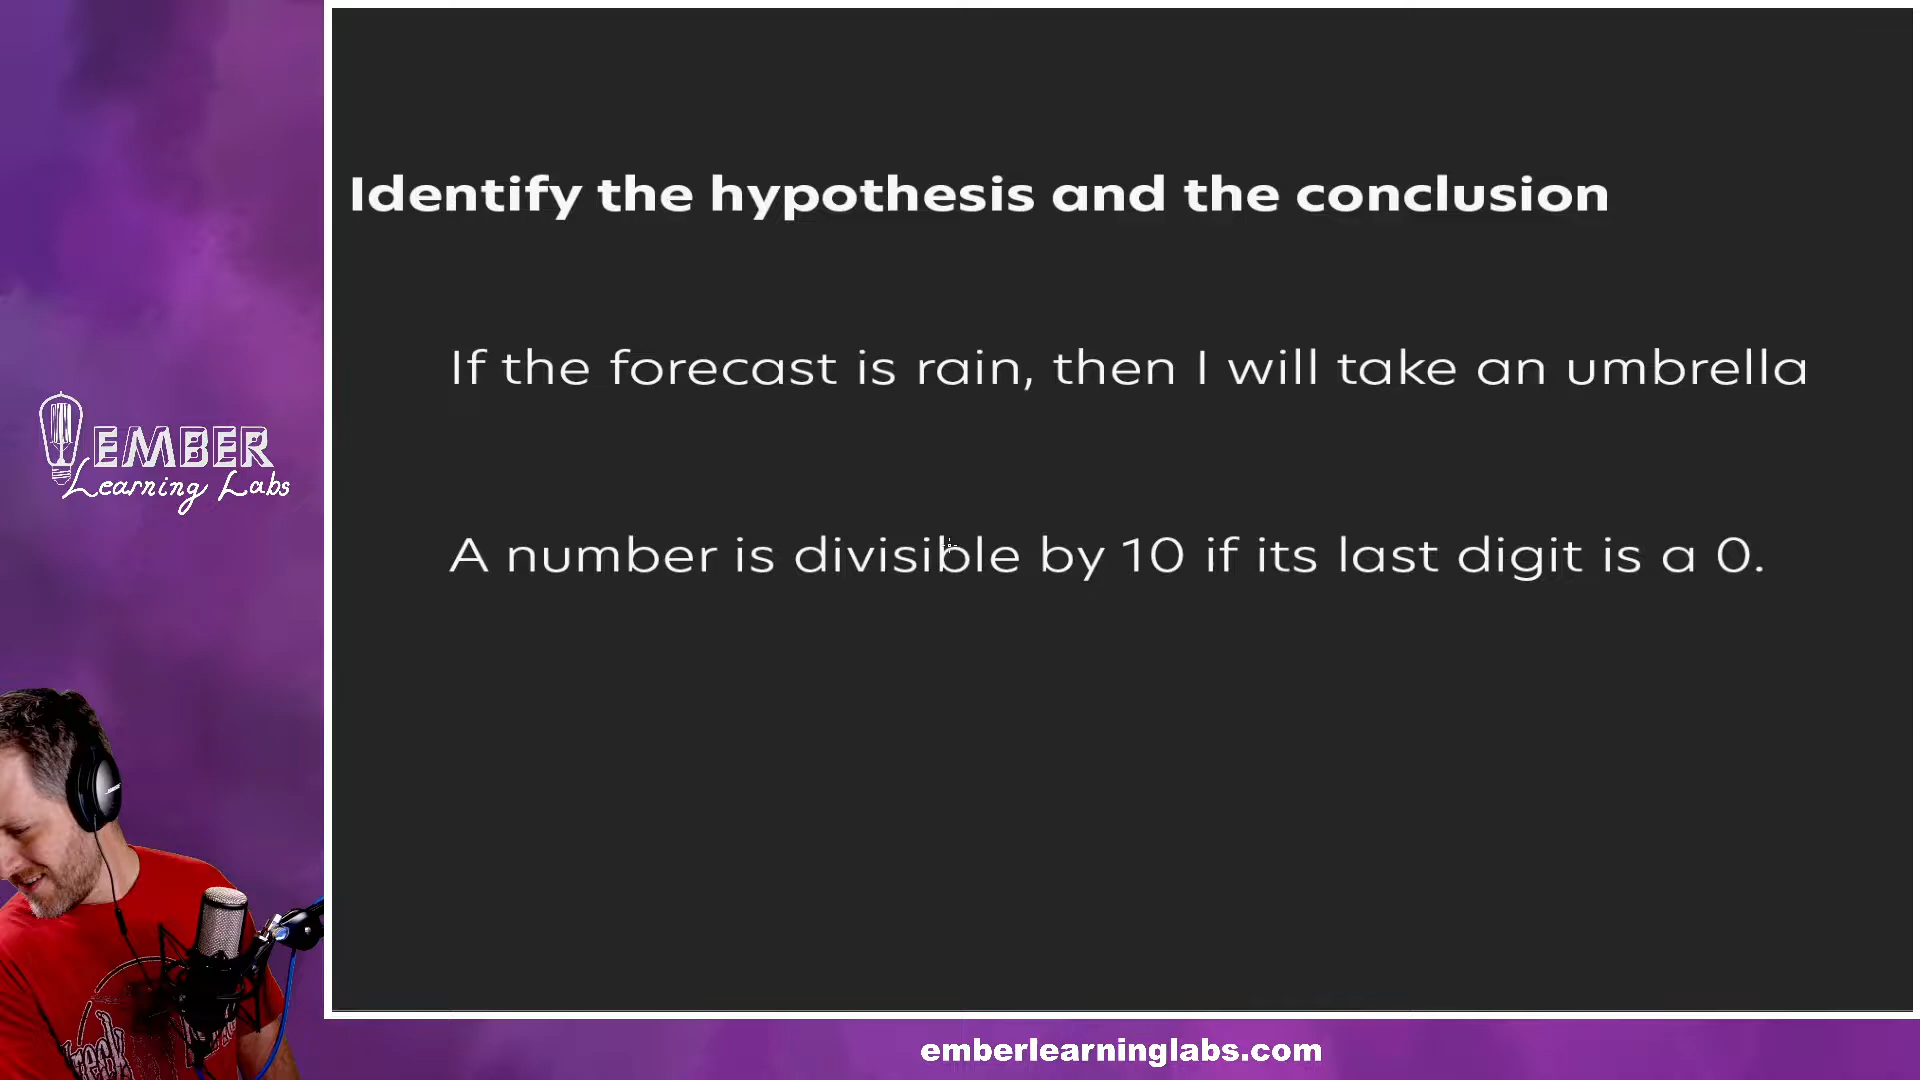 Identify the hypothesis and the conclusion
If the forecast is rain, then I will take an umbrella
A number is divisible by 10 if its last digit is a 0.
EMBER
Learning Labs
emberlearninglabs.com